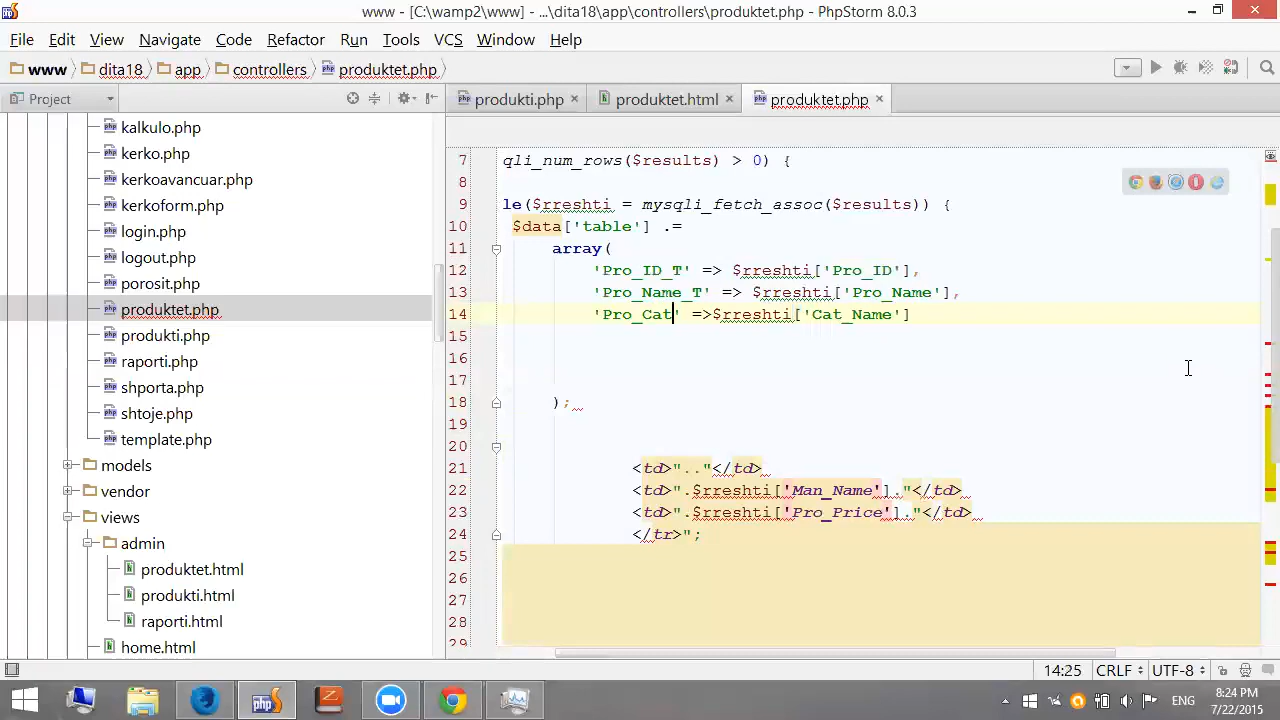 www - [C:\wamp2\www] - ...\dita18\app\controllers\produktet.php - PhpStorm 8.0.3
File Edit View Navigate Code Refactor Run Tools VCS Window Help
www dita18 app controllers produktet.php
Project
produkti.php produktet.html produktet.php
kalkulo.php
kerko.php
kerkoavancuar.php
kerkoform.php
login.php
logout.php
porosit.php
produktet.php
produkti.php
raporti.php
shporta.php
shtoje.php
template.php
models
vendor
views
admin
produktet.html
produkti.html
raporti.html
home.html
7 qli_num_rows($results) > 0) {
8
9 le($rreshti = mysqli_fetch_assoc($results)) {
10 $data['table'] .=
11 array(
12 'Pro_ID_T' => $rreshti['Pro_ID'],
13 'Pro_Name_T' => $rreshti['Pro_Name'],
14 'Pro_Cat' =>$rreshti['Cat_Name']
15
16
17
18 );
19
20
21 <td>".."</td>
22 <td>".$rreshti['Man_Name']."</td>
23 <td>".$rreshti['Pro_Price']."</td>
24 </tr>";
25
26
27
28
29
14:25 CRLF UTF-8
php
ENG
8:24 PM
7/22/2015